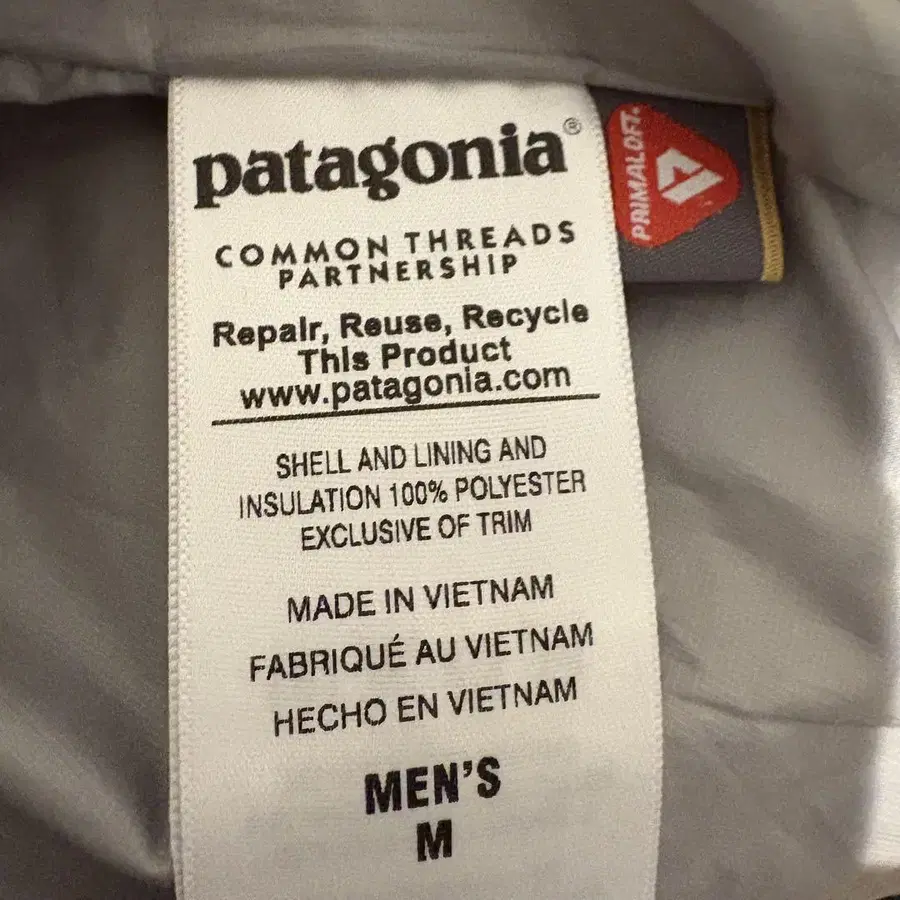 patagonia®
COMMON THREADS
PARTNERSHIP
Repair, Reuse, Recycle
This Product
www.patagonia.com
SHELL AND LINING AND
INSULATION 100% POLYESTER
EXCLUSIVE OF TRIM
MADE IN VIETNAM
FABRIQUÉ AU VIETNAM
HECHO EN VIETNAM
MEN'S
M
PRIMALOFT.